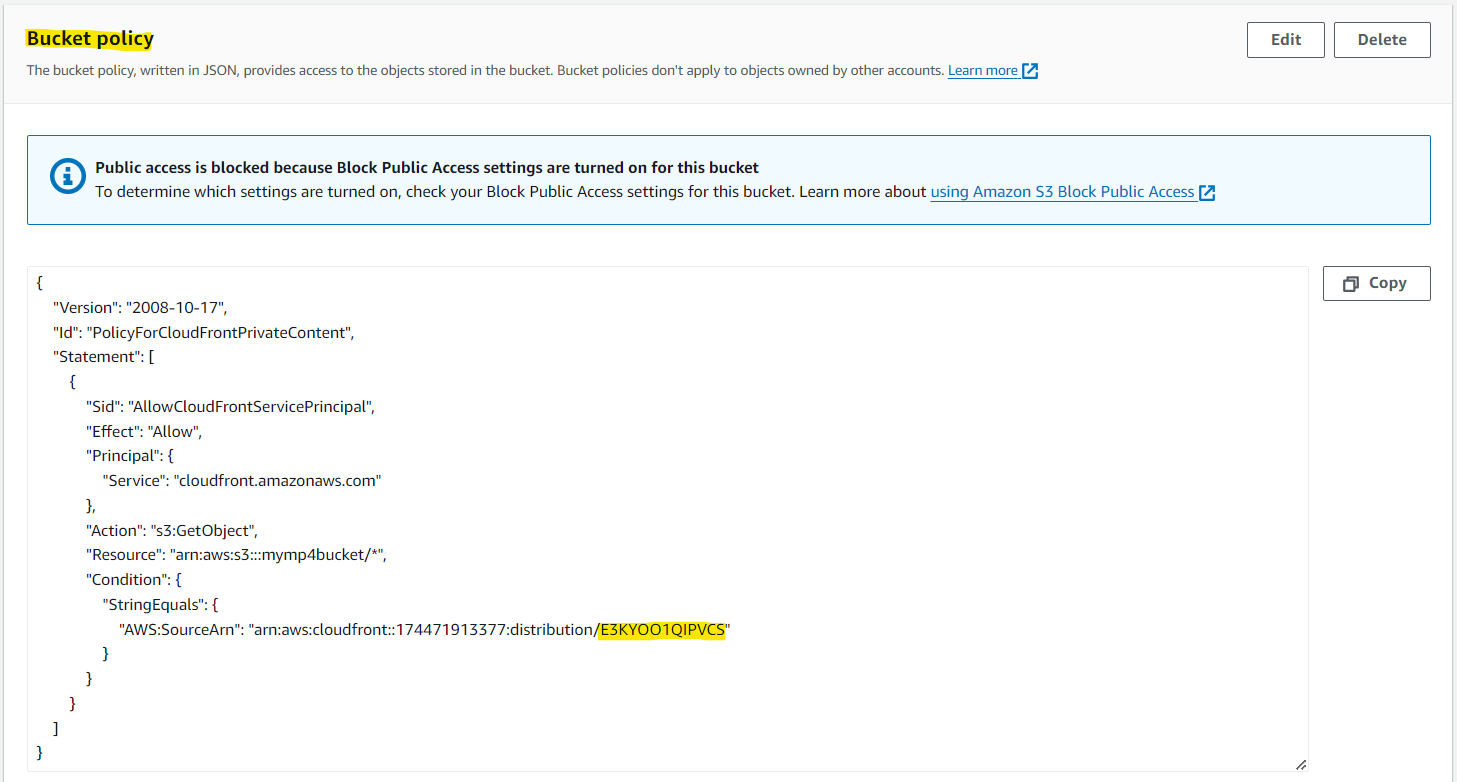 Bucket policy
Edit
Delete
The bucket policy, written in JSON, provides access to the objects stored in the bucket. Bucket policies don't apply to objects owned by other accounts. Learn more
Public access is blocked because Block Public Access settings are turned on for this bucket
To determine which settings are turned on, check your Block Public Access settings for this bucket. Learn more about using Amazon S3 Block Public Access
Copy
{
"Version": "2008-10-17",
"Id": "PolicyForCloudFrontPrivateContent",
"Statement": [
{
"Sid": "AllowCloudFrontServicePrincipal",
"Effect": "Allow",
"Principal": {
"Service": "cloudfront.amazonaws.com"
},
"Action": "s3:GetObject",
"Resource": "arn:aws:s3:::mymp4bucket/*",
"Condition": {
"StringEquals": {
"AWS:SourceArn": "arn:aws:cloudfront::174471913377:distribution/E3KYOO1QIPVCS"
}
}
}
]
}